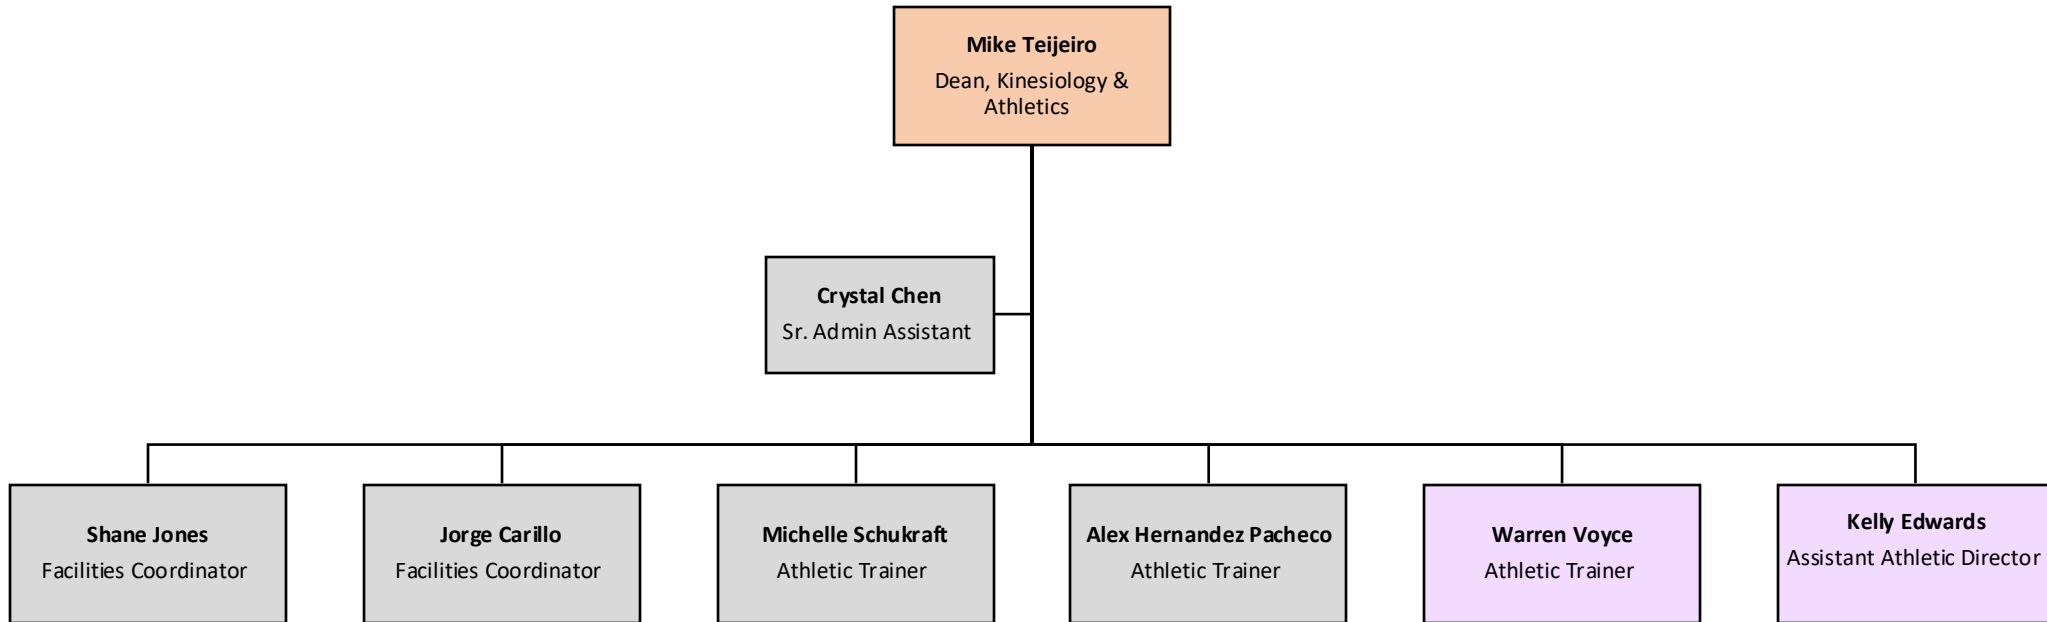 Mike Teijeiro
Dean, Kinesiology &
Athletics
Crystal Chen
Sr. Admin Assistant
Shane Jones
Facilities Coordinator
Jorge Carillo
Facilities Coordinator
Michelle Schukraft
Athletic Trainer
Alex Hernandez Pacheco
Athletic Trainer
Warren Voyce
Athletic Trainer
Kelly Edwards
Assistant Athletic Director